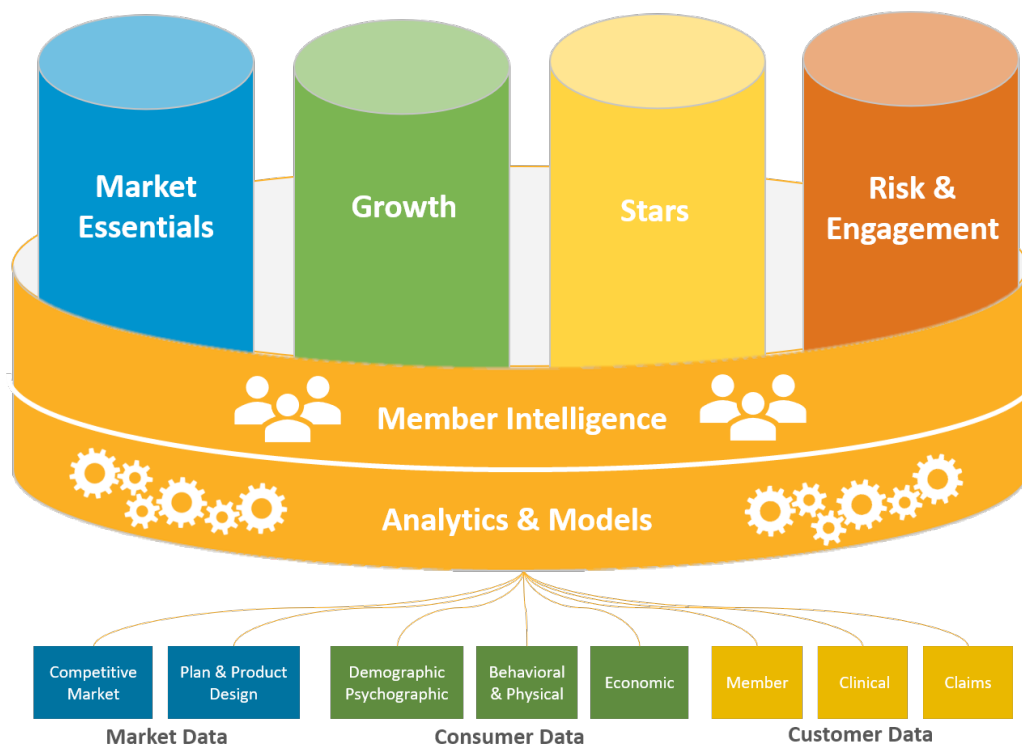 Market
Essentials
Growth
Stars
Risk &
Engagement
Member Intelligence
Analytics & Models
Competitive
Market
Plan & Product
Design
Demographic
Psychographic
Behavioral
& Physical
Economic
Member
Clinical
Claims
Market Data
Consumer Data
Customer Data